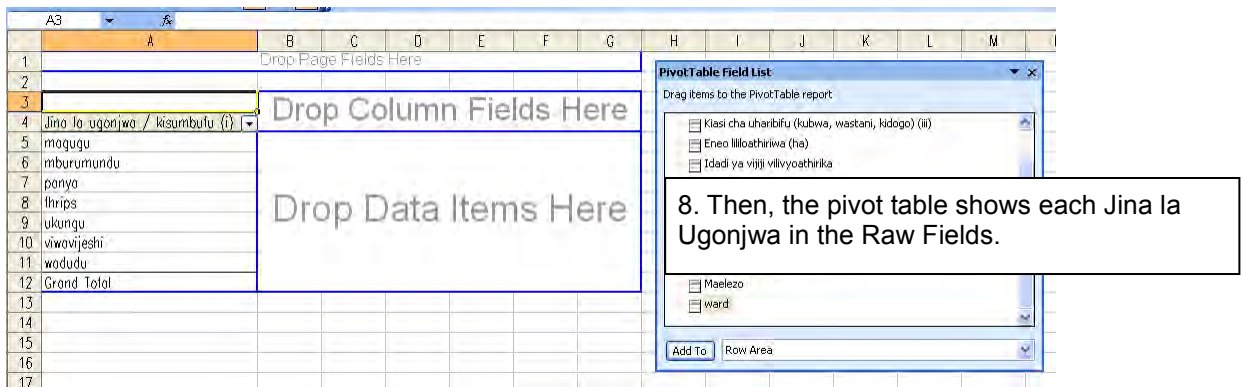 A3 fx
A B C D E F G H I J K L M
1 Drop Page Fields Here
2
3 Drop Column Fields Here
4 Jina la ugonjwa / kisumbufu (i)
5 magugu
6 mburumundu
7 panya
8 thrips
9 ukungu
10 viwavijeshi
11 wadudu
12 Grand Total
13
14
15
16
17
Drop Data Items Here
PivotTable Field List
Drag items to the PivotTable report
Kiasi cha uharibifu (kubwa, wastani, kidogo) (iii)
Eneo lililoathiriwa (ha)
Idadi ya vijiji vilivyoathirika
8. Then, the pivot table shows each Jina la
Ugonjwa in the Raw Fields.
Maelezo
ward
Add To Row Area